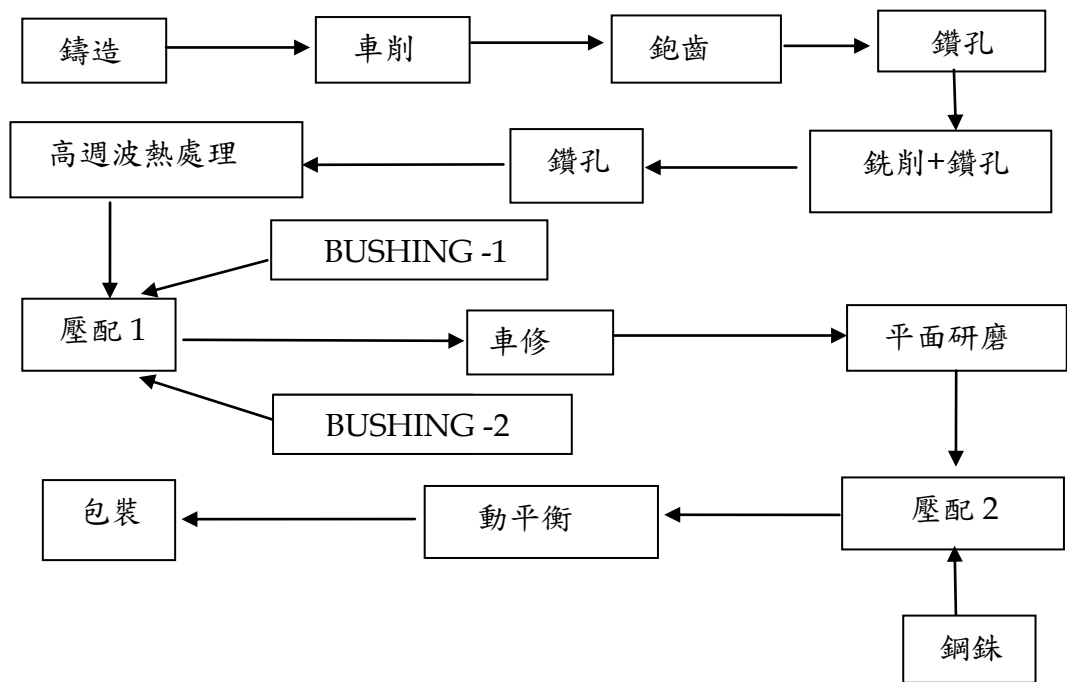 鑄造
車削
鉋齒
鑽孔
銑削+鑽孔
鑽孔
高週波熱處理
BUSHING -1
壓配 1
BUSHING -2
車修
平面研磨
壓配 2
鋼銖
動平衡
包裝